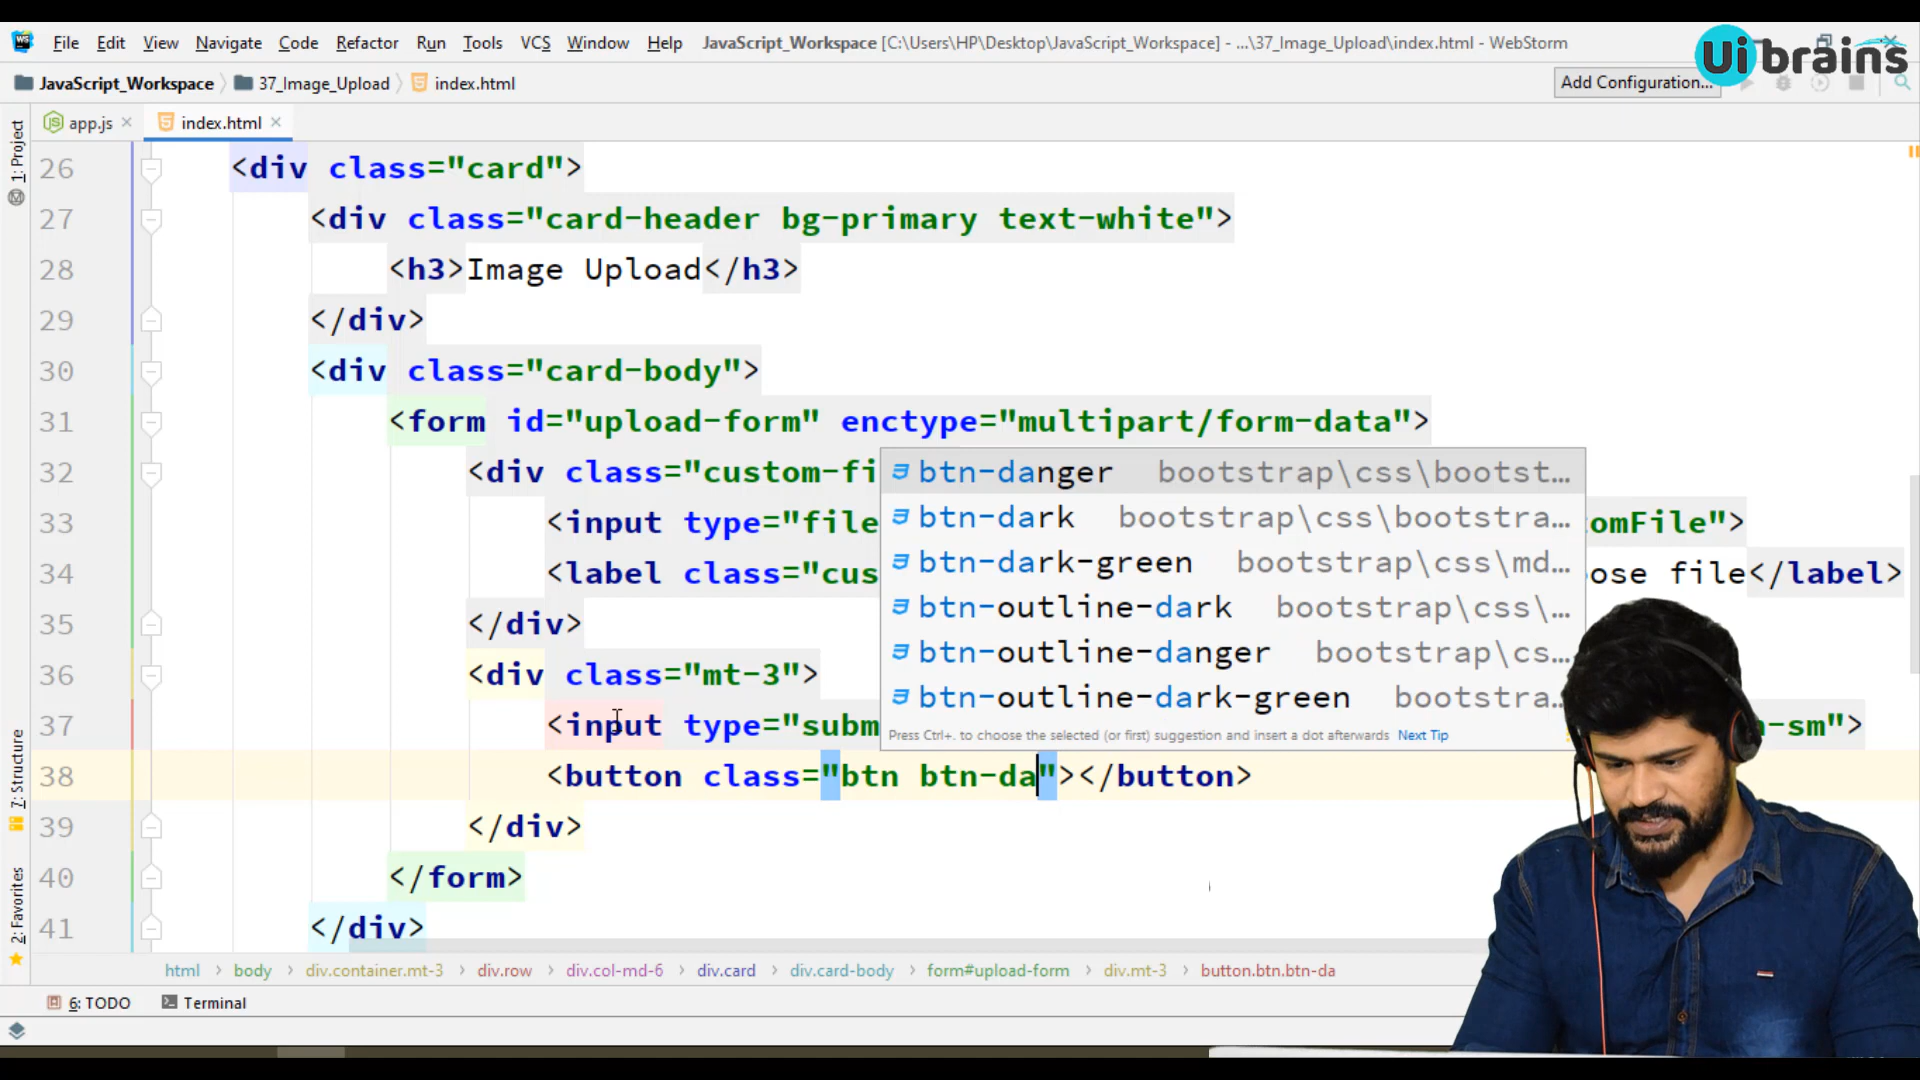 File Edit View Navigate Code Refactor Run Tools VCS Window Help JavaScript_Workspace [C:\Users\HP\Desktop\JavaScript_Workspace] - ...\37_Image_Upload\index.html - WebStorm
Ui brains
JavaScript_Workspace 37_Image_Upload index.html Add Configuration...
app.js index.html
1: Project
7: Structure
2: Favorites
26 <div class="card">
27 <div class="card-header bg-primary text-white">
28 <h3>Image Upload</h3>
29 </div>
30 <div class="card-body">
31 <form id="upload-form" enctype="multipart/form-data">
32 <div class="custom-fi
33 <input type="file omFile">
34 <label class="cus ose file</label>
35 </div>
36 <div class="mt-3">
37 <input type="subm -sm">
38 <button class="btn btn-da"></button>
39 </div>
40 </form>
41 </div>
btn-danger bootstrap\css\bootst...
btn-dark bootstrap\css\bootstra...
btn-dark-green bootstrap\css\md...
btn-outline-dark bootstrap\css\...
btn-outline-danger bootstrap\cs...
btn-outline-dark-green bootstra...
Press Ctrl+. to choose the selected (or first) suggestion and insert a dot afterwards Next Tip
html body div.container.mt-3 div.row div.col-md-6 div.card div.card-body form#upload-form div.mt-3 button.btn.btn-da
6: TODO Terminal